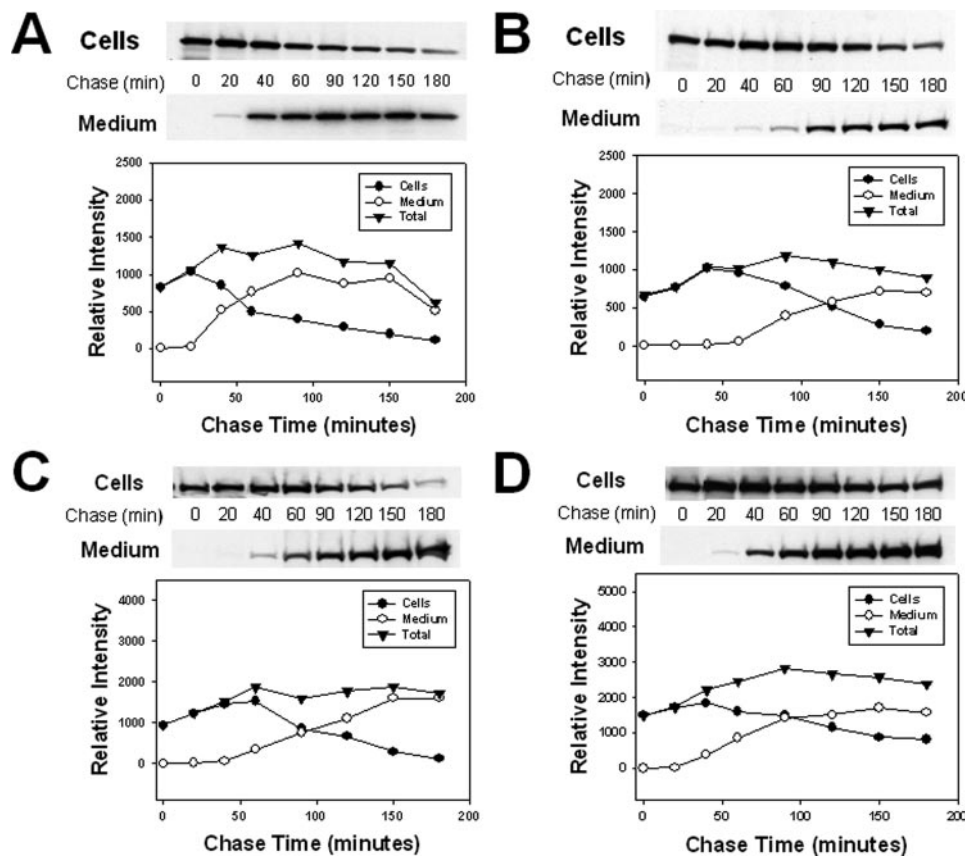 A
Cells
Chase (min) 0 20 40 60 90 120 150 180
Medium
2500
2000
1500
1000
500
0
Relative Intensity
Cells
Medium
Total
0 50 100 150 200
Chase Time (minutes)
B
Cells
Chase (min) 0 20 40 60 90 120 150 180
Medium
2500
2000
1500
1000
500
0
Relative Intensity
Cells
Medium
Total
0 50 100 150 200
Chase Time (minutes)
C
Cells
Chase (min) 0 20 40 60 90 120 150 180
Medium
4000
3000
2000
1000
0
Relative Intensity
Cells
Medium
Total
0 50 100 150 200
Chase Time (minutes)
D
Cells
Chase (min) 0 20 40 60 90 120 150 180
Medium
5000
4000
3000
2000
1000
0
Relative Intensity
Cells
Medium
Total
0 50 100 150 200
Chase Time (minutes)